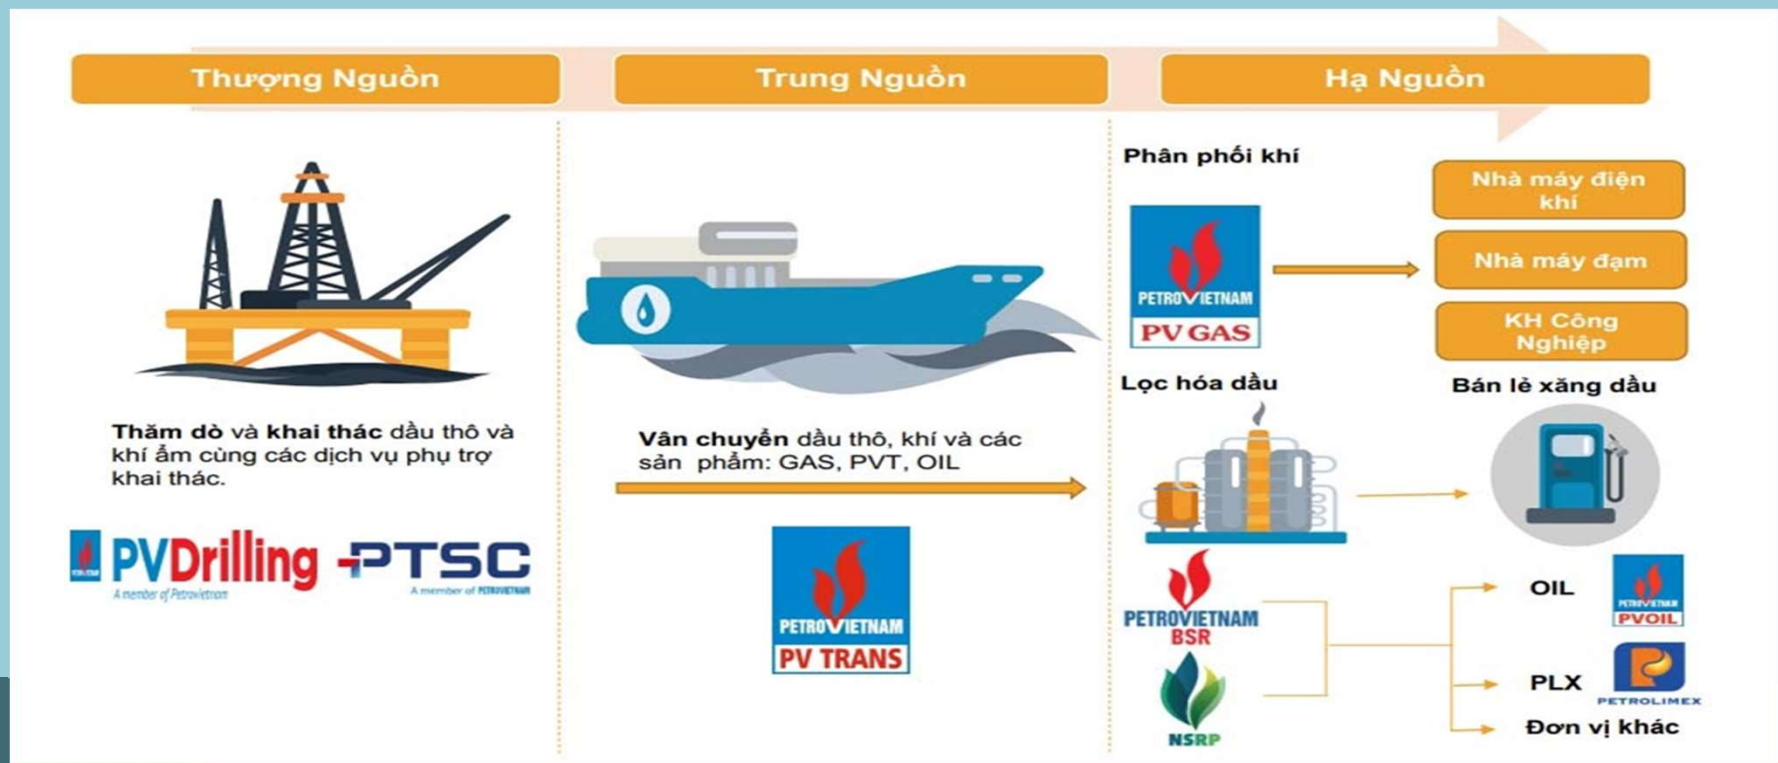 Thượng Nguồn
Trung Nguồn
Hạ Nguồn
Thăm dò và khai thác dầu thô và
khí ẩm cùng các dịch vụ phụ trợ
khai thác.
PVDrilling
A member of Petrovietnam
PTSC
A member of PETROVIETNAM
Vân chuyển dầu thô, khí và các
sản phẩm: GAS, PVT, OIL
PETROVIETNAM
PV TRANS
Phân phối khí
PETROVIETNAM
PV GAS
Nhà máy điện
khí
Nhà máy đạm
KH Công
Nghiệp
Lọc hóa dầu
Bán lẻ xăng dầu
PETROVIETNAM
BSR
NSRP
OIL
PETROVIETNAM
PVOIL
PLX
PETROLIMEX
Đơn vị khác